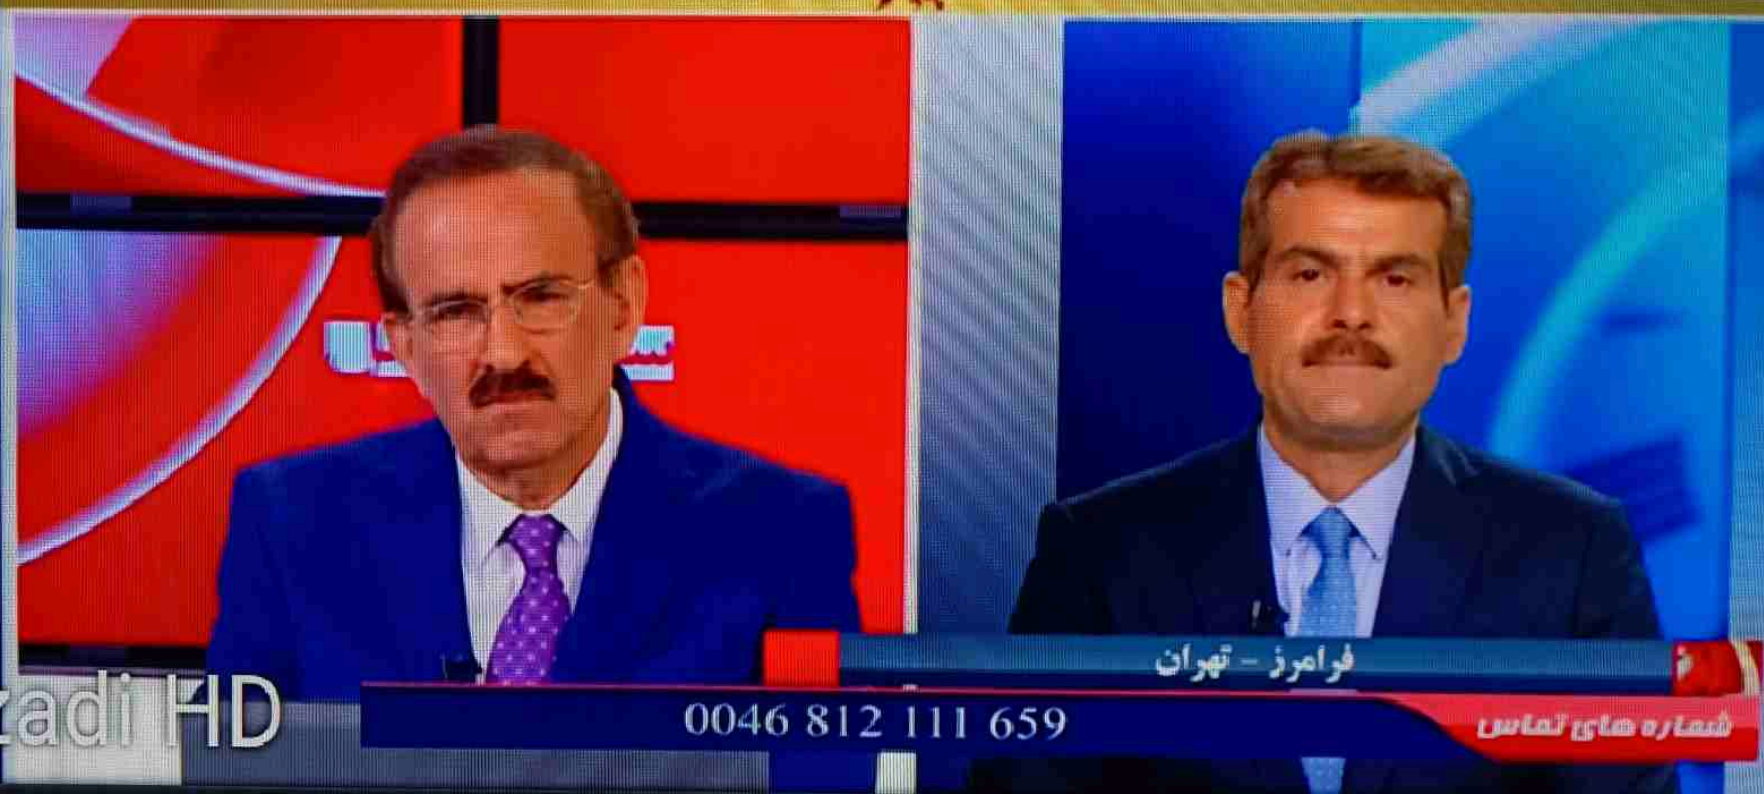 فرامرز - تهران
zadi HD
0046 812 111 659
شماره های تماس